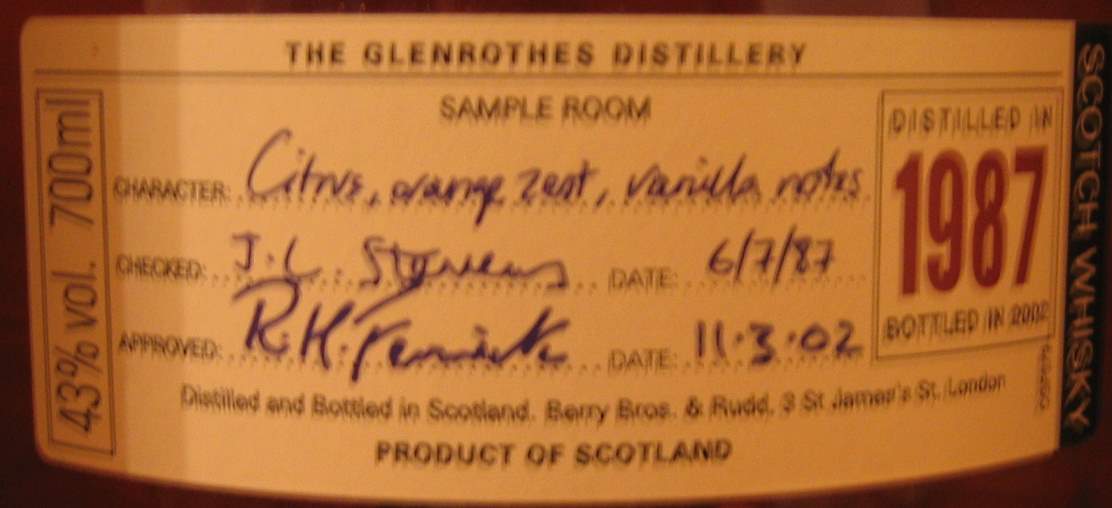 THE GLENROTHES DISTILLERY
SAMPLE ROOM
43% vol. 700ml
CHARACTER: Citrus, orange zest, vanilla notes
CHECKED: J.L. Stevens DATE: 6/7/87
APPROVED: R.H. Fenwick DATE: 11.3.02
DISTILLED IN
1987
BOTTLED IN 2002
SCOTCH WHISKY
Distilled and Bottled in Scotland. Berry Bros. & Rudd, 3 St James's St. London
PRODUCT OF SCOTLAND